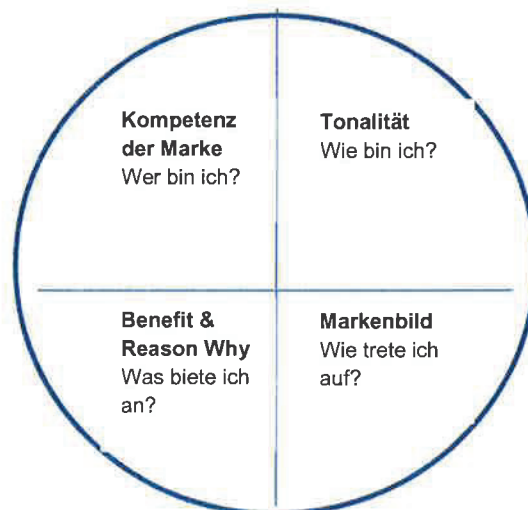 Kompetenz
der Marke
Wer bin ich?
Tonalität
Wie bin ich?
Benefit &
Reason Why
Was biete ich
an?
Markenbild
Wie trete ich
auf?